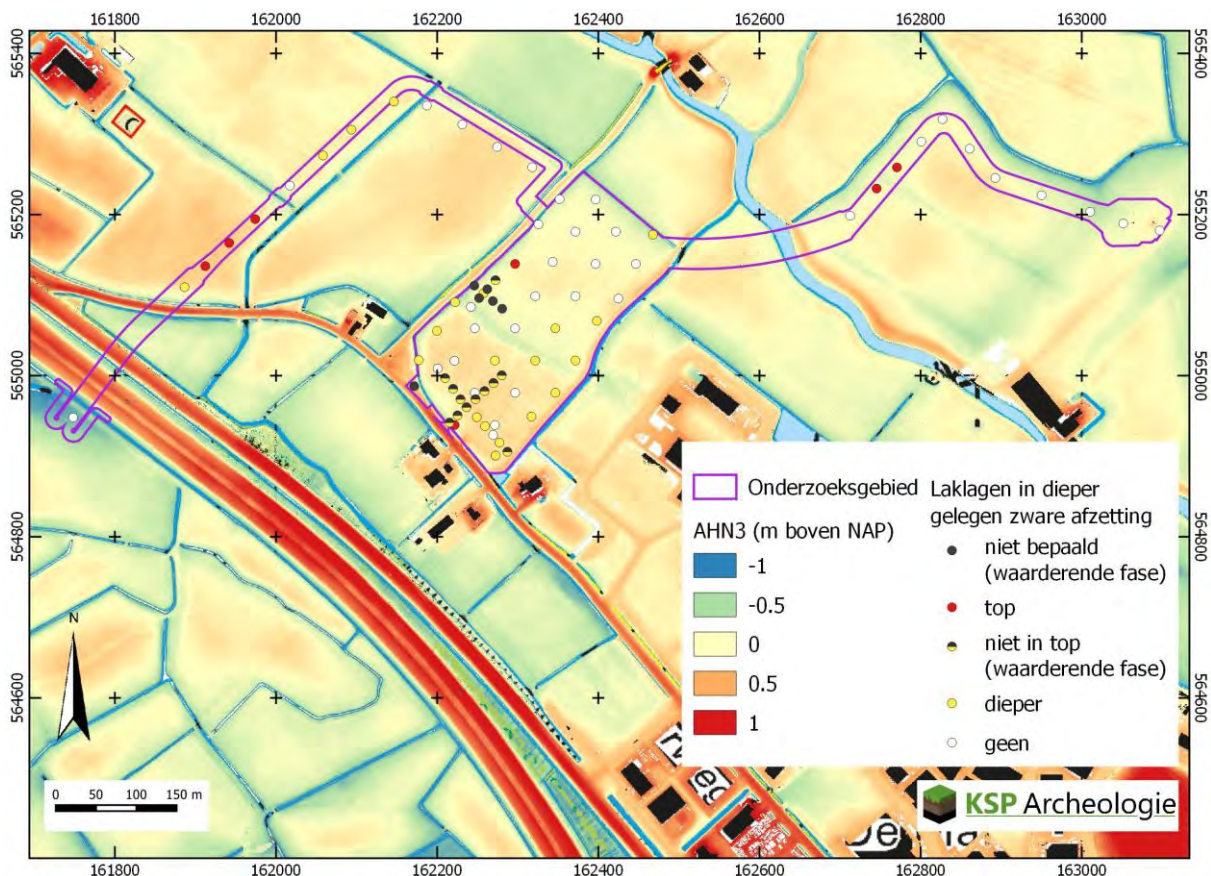 161800 162000 162200 162400 162600 162800 163000
565400 565400
565200 565200
565000 565000
Onderzoeksgebied
AHN3 (m boven NAP)
-1
-0.5
0
0.5
1
Laklagen in dieper
gelegen zware afzetting
niet bepaald
(waarderende fase)
top
niet in top
(waarderende fase)
dieper
geen
564800 564800
564600 564600
N
0 50 100 150 m
KSP Archeologie
161800 162000 162200 162400 162600 162800 163000